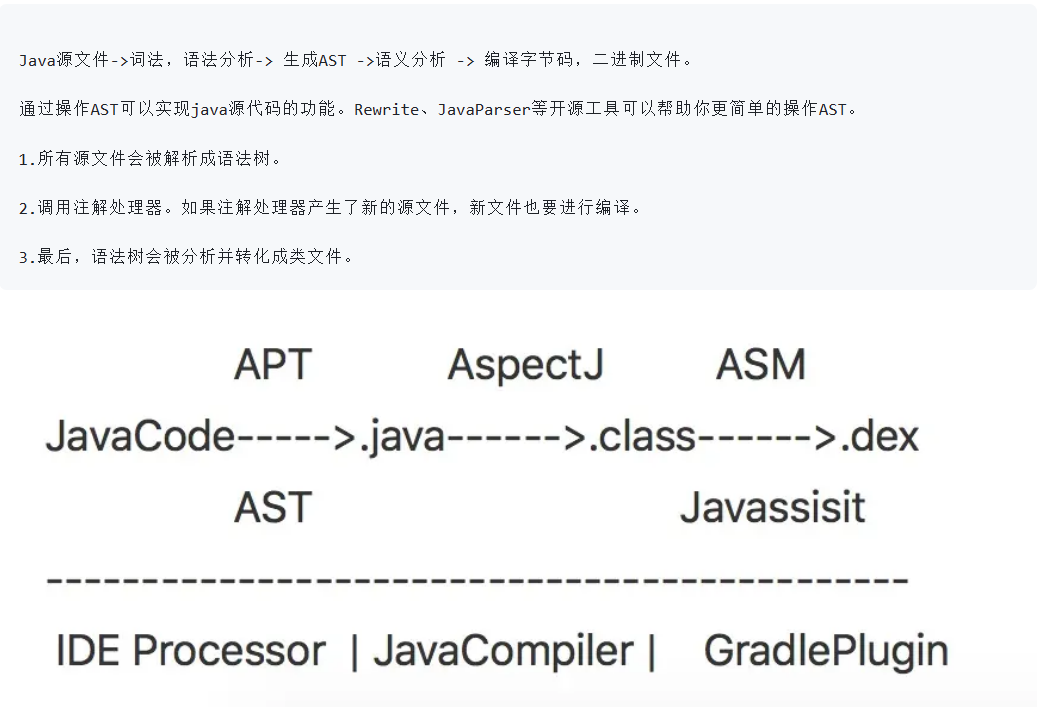 Java源文件->词法，语法分析-> 生成AST ->语义分析 -> 编译字节码，二进制文件。
通过操作AST可以实现java源代码的功能。Rewrite、JavaParser等开源工具可以帮助你更简单的操作AST。
1.所有源文件会被解析成语法树。
2.调用注解处理器。如果注解处理器产生了新的源文件，新文件也要进行编译。
3.最后，语法树会被分析并转化成类文件。
APT AspectJ ASM
JavaCode----->.java------>.class------>.dex
AST Javassisit
---------------------------------------------
IDE Processor | JavaCompiler | GradlePlugin